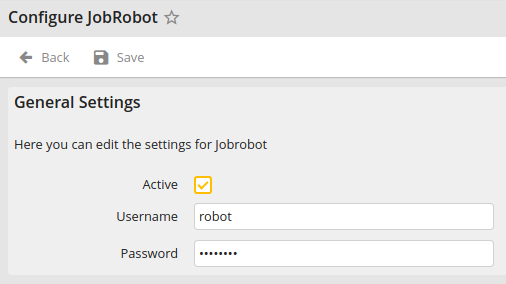 Configure JobRobot
Back Save
General Settings
Here you can edit the settings for Jobrobot
Active
Username robot
Password ••••••••